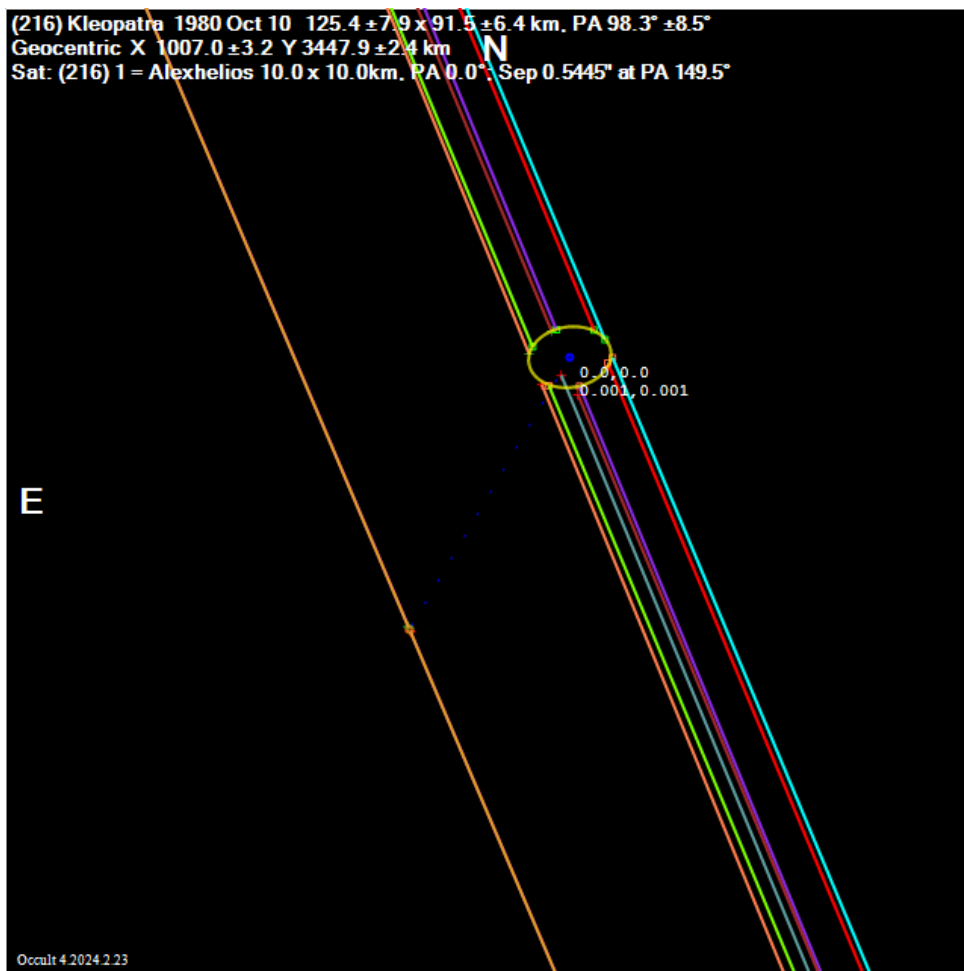 (216) Kleopatra 1980 Oct 10 125.4 ±7.9 x 91.5 ±6.4 km, PA 98.3° ±8.5°
Geocentric X 1007.0 ±3.2 Y 3447.9 ±2.4 km
N
Sat: (216) 1 = Alexhelios 10.0 x 10.0km, PA 0.0°: Sep 0.5445" at PA 149.5°
0.0,0.0
0.001,0.001
E
Occult 4.2024.2.23